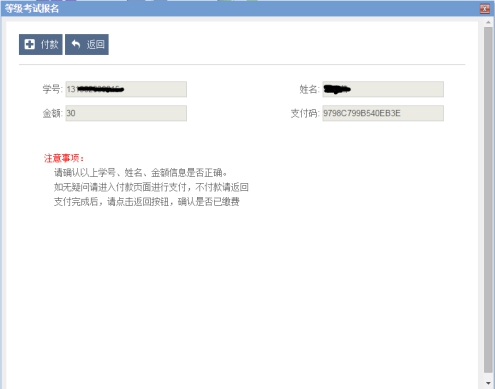 等级考试报名
付款 返回
学号: 姓名:
金额: 30 支付码: 9798C799B540EB3E
注意事项：
请确认以上学号、姓名、金额信息是否正确。
如无疑问请进入付款页面进行支付，不付款请返回
支付完成后，请点击返回按钮，确认是否已缴费